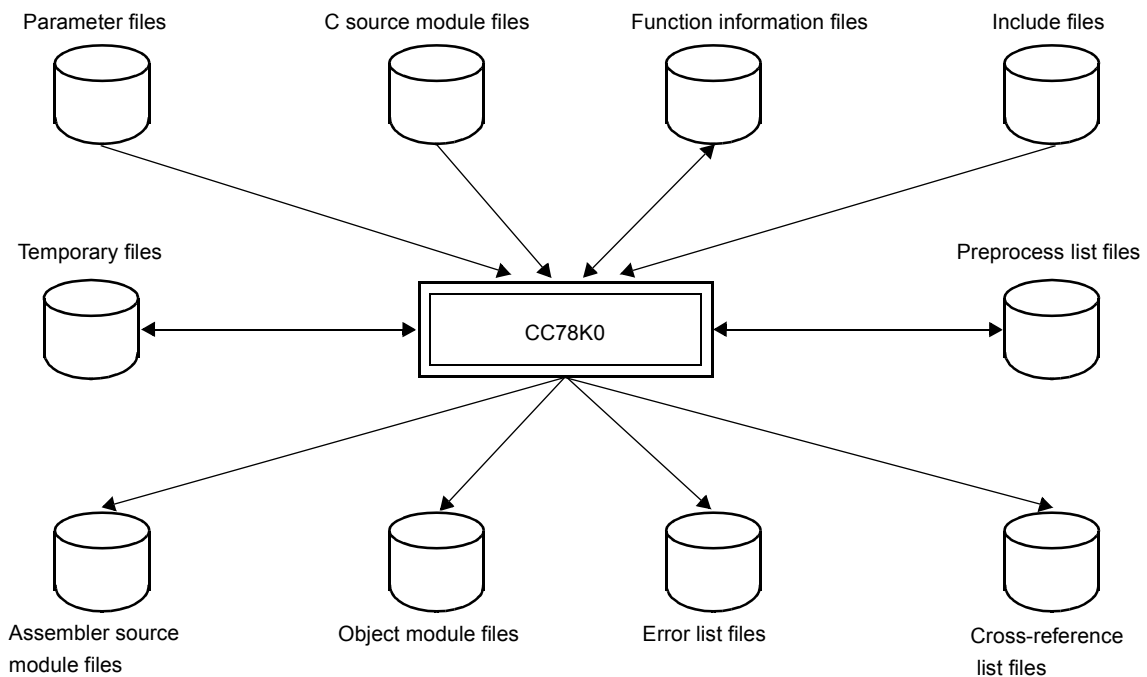 Parameter files
C source module files
Function information files
Include files
Temporary files
Preprocess list files
CC78K0
Assembler source
module files
Object module files
Error list files
Cross-reference
list files